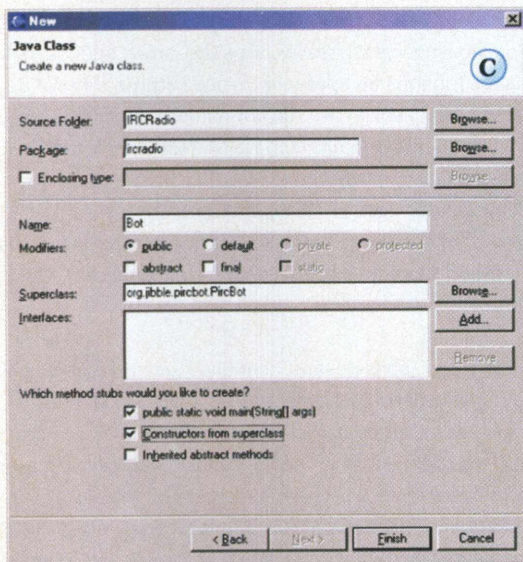 New
Java Class
Create a new Java class.
C
Source Folder: IRCRadio Browse...
Package: ircradio Browse...
Enclosing type: Browse...
Name: Bot
Modifiers: public default private protected
abstract final static
Superclass: org.jibble.pircbot.PircBot Browse...
Interfaces: Add...
Remove
Which method stubs would you like to create?
public static void main(String[] args)
Constructors from superclass
Inherited abstract methods
< Back Next > Finish Cancel